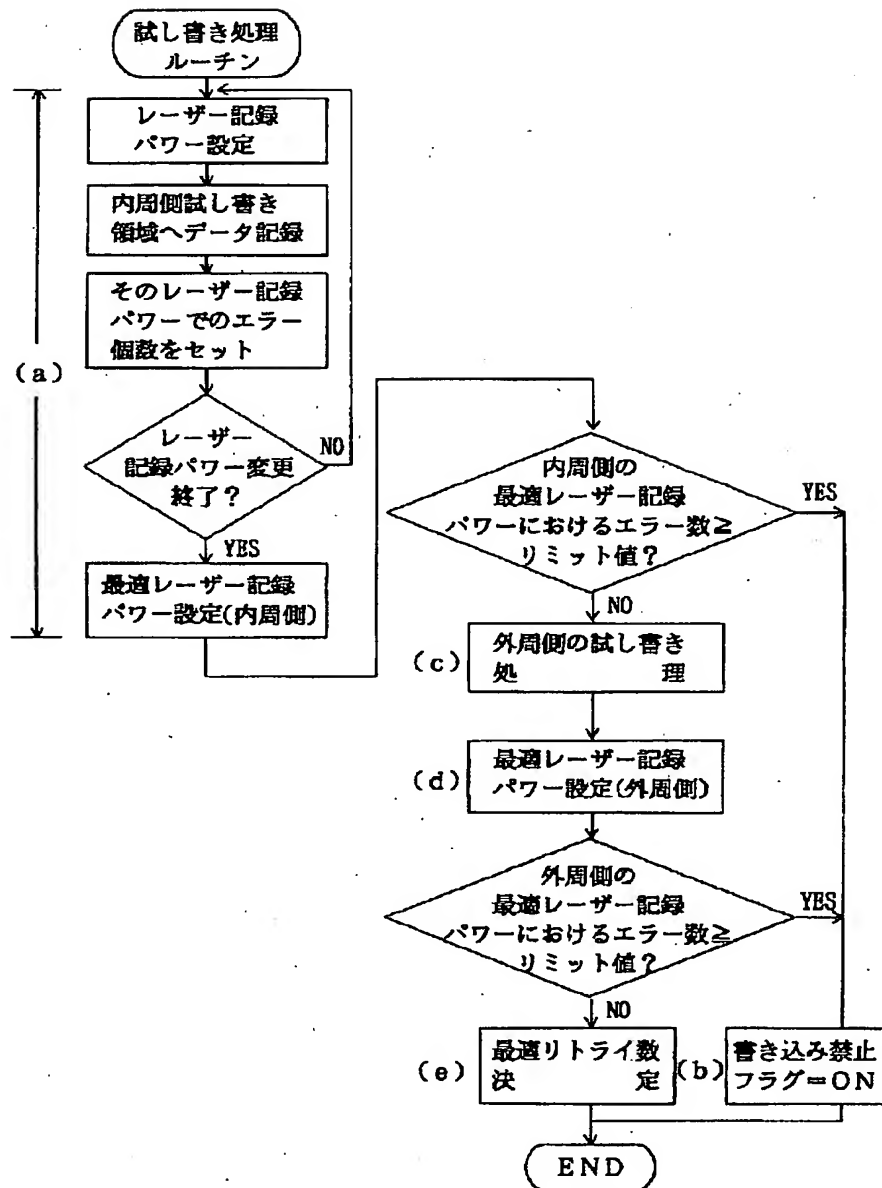 試し書き処理
ルーチン
レーザー記録
パワー設定
内周側試し書き
領域へデータ記録
そのレーザー記録
パワーでのエラー
個数をセット
(a)
レーザー
記録パワー変更
終了?
NO
YES
最適レーザー記録
パワー設定(内周側)
内周側の
最適レーザー記録
パワーにおけるエラー数≧
リミット値?
YES
NO
(c)
外周側の試し書き
処 理
(d)
最適レーザー記録
パワー設定(外周側)
外周側の
最適レーザー記録
パワーにおけるエラー数≧
リミット値?
YES
NO
(e)
最適リトライ数
決 定
(b)
書き込み禁止
フラグ=ON
END